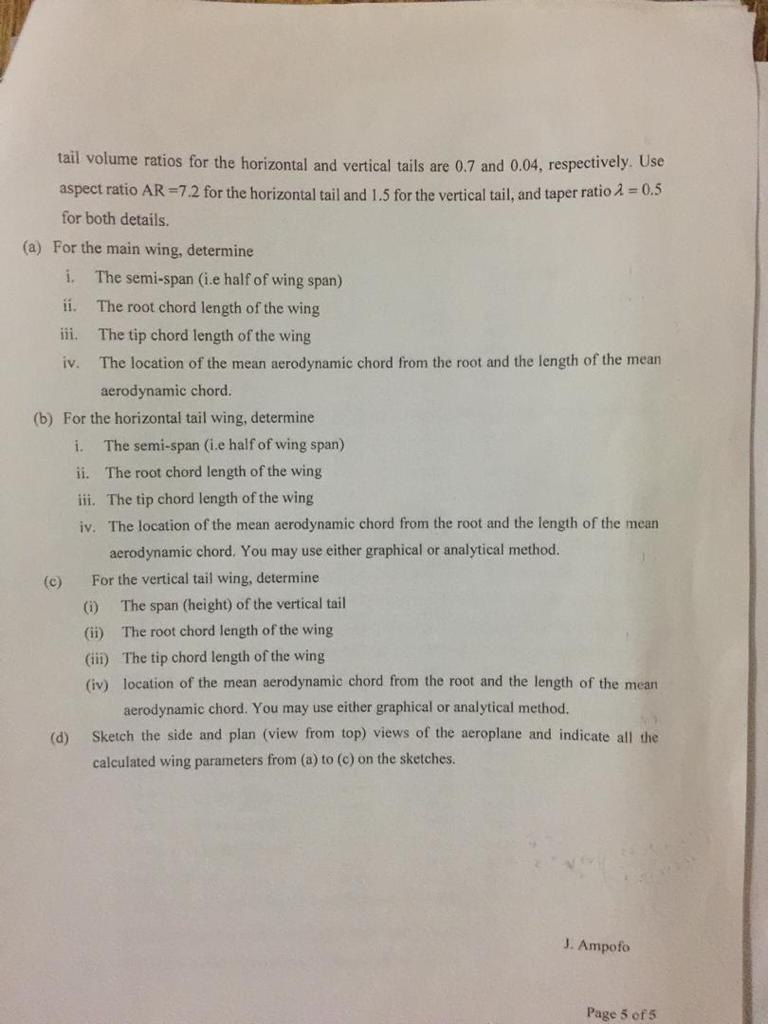 tail volume ratios for the horizontal and vertical tails are 0.7 and 0.04, respectively. Use
aspect ratio AR =7.2 for the horizontal tail and 1.5 for the vertical tail, and taper ratio λ = 0.5
for both details.
(a) For the main wing, determine
i. The semi-span (i.e half of wing span)
ii. The root chord length of the wing
iii. The tip chord length of the wing
iv. The location of the mean aerodynamic chord from the root and the length of the mean
aerodynamic chord.
(b) For the horizontal tail wing, determine
i. The semi-span (i.e half of wing span)
ii. The root chord length of the wing
iii. The tip chord length of the wing
iv. The location of the mean aerodynamic chord from the root and the length of the mean
aerodynamic chord. You may use either graphical or analytical method.
(c) For the vertical tail wing, determine
(i) The span (height) of the vertical tail
(ii) The root chord length of the wing
(iii) The tip chord length of the wing
(iv) location of the mean aerodynamic chord from the root and the length of the mean
aerodynamic chord. You may use either graphical or analytical method.
(d) Sketch the side and plan (view from top) views of the aeroplane and indicate all the
calculated wing parameters from (a) to (c) on the sketches.
J. Ampofo
Page 5 of 5